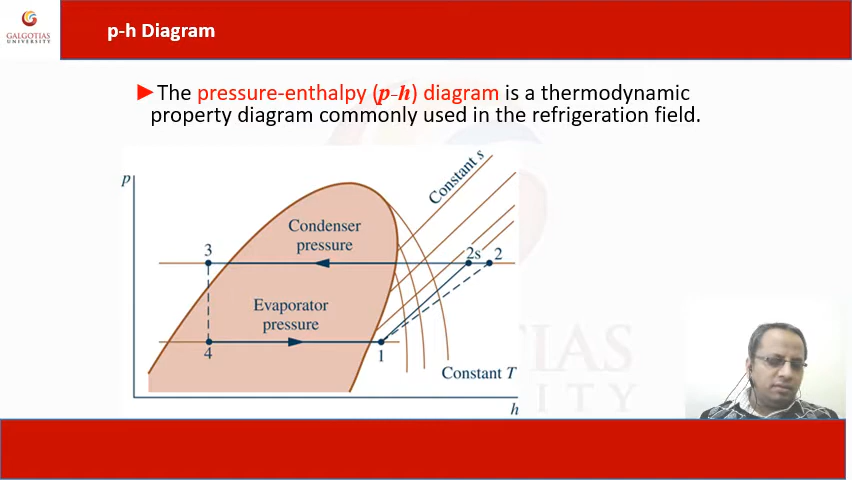 GALGOTIAS
UNIVERSITY
p-h Diagram
►The pressure-enthalpy (p–h) diagram is a thermodynamic
property diagram commonly used in the refrigeration field.
p
Constant s
Condenser
pressure
3
2s
2
Evaporator
pressure
4
1
Constant T
h